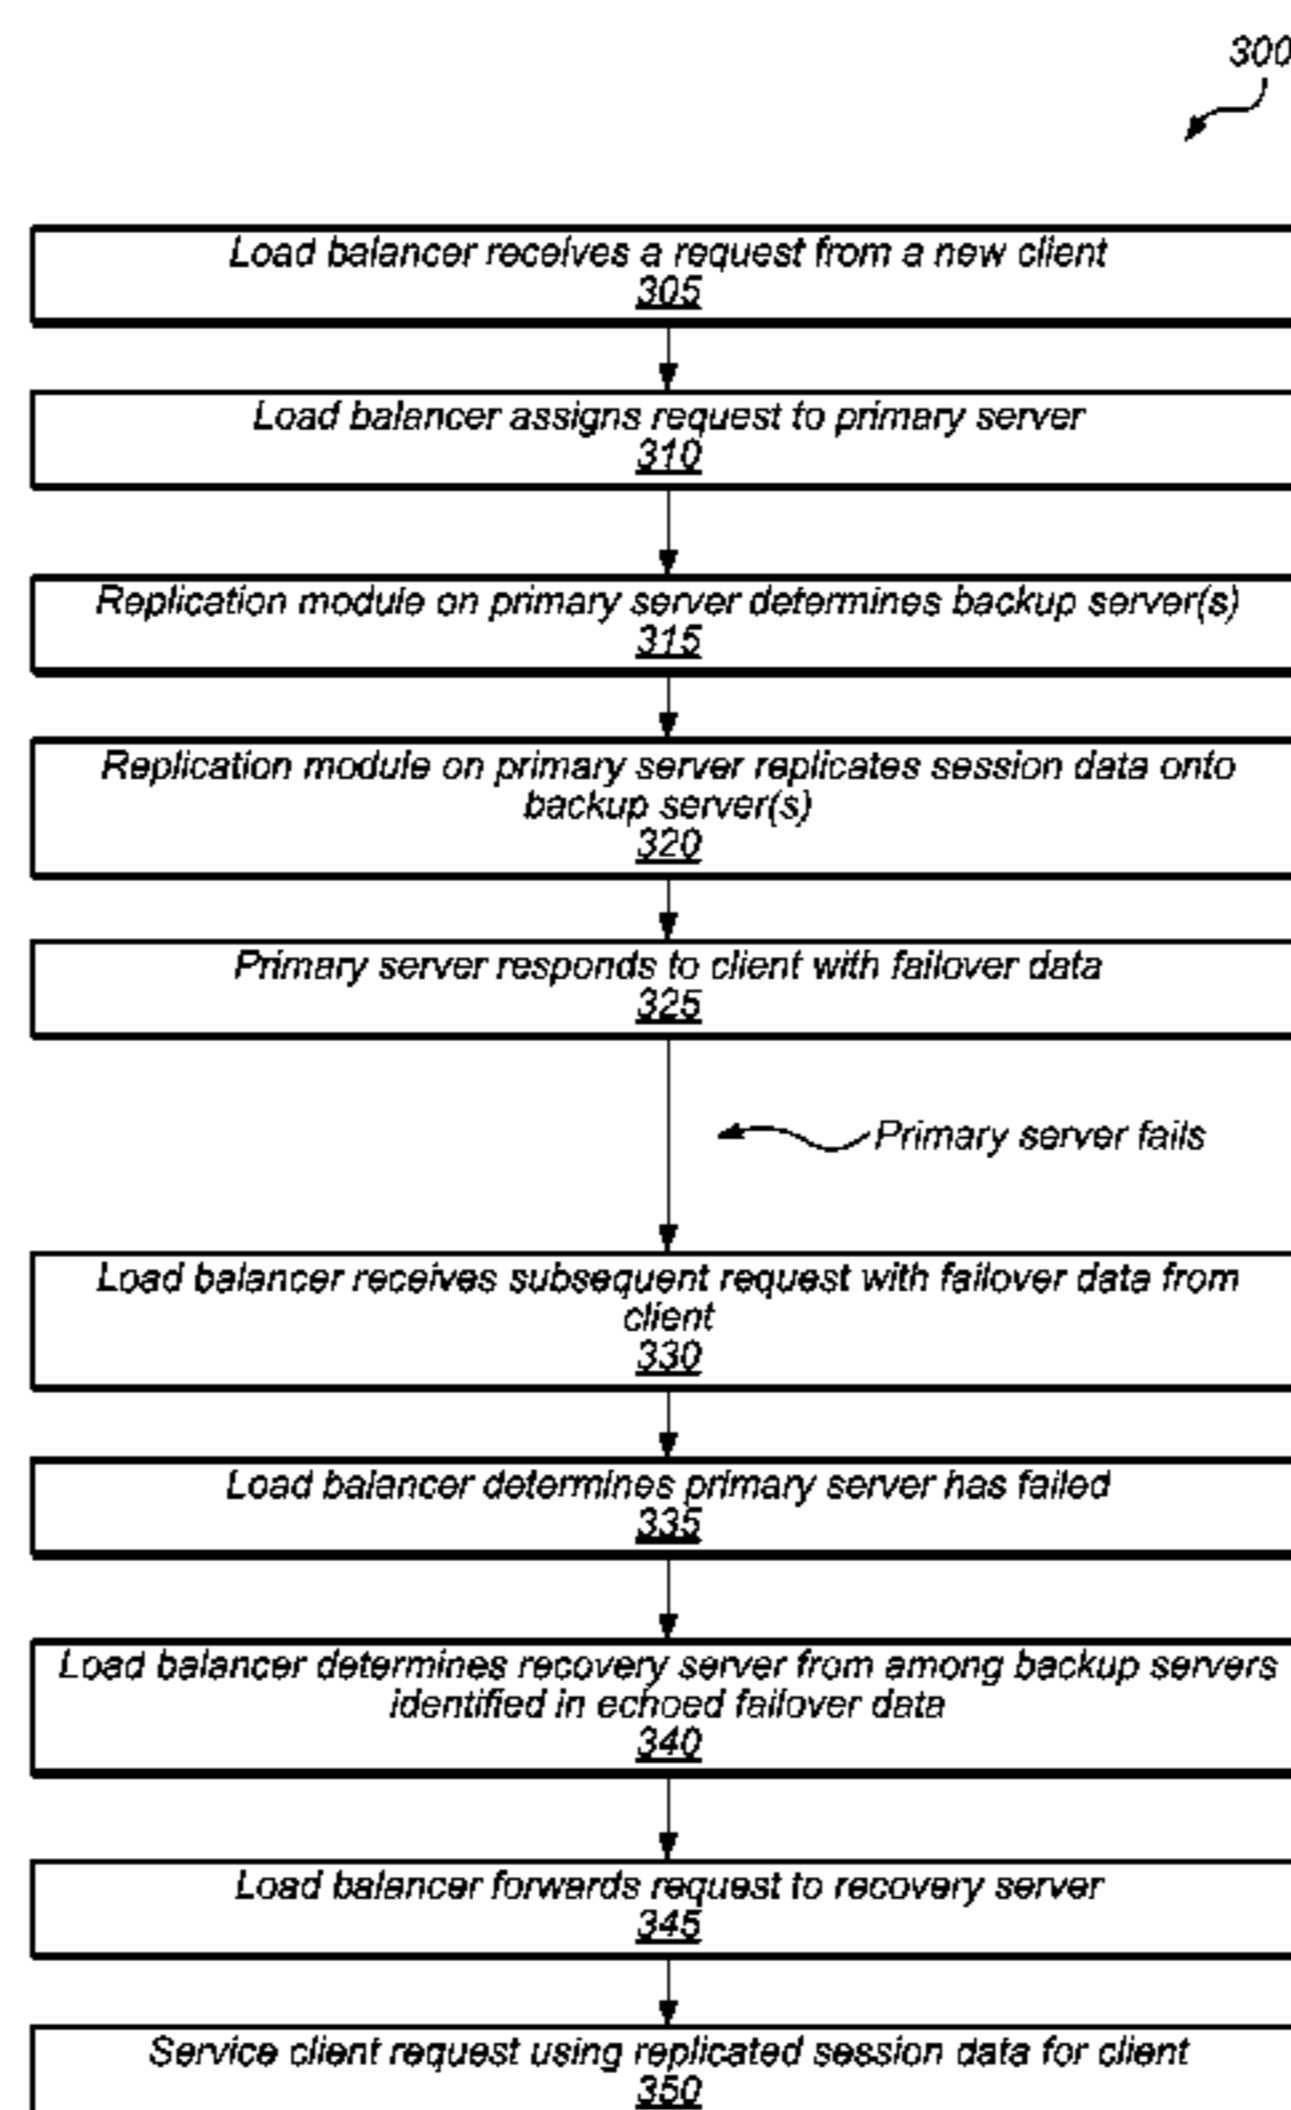 300
Load balancer receives a request from a new client
305
Load balancer assigns request to primary server
310
Replication module on primary server determines backup server(s)
315
Replication module on primary server replicates session data onto
backup server(s)
320
Primary server responds to client with failover data
325
Primary server fails
Load balancer receives subsequent request with failover data from
client
330
Load balancer determines primary server has failed
335
Load balancer determines recovery server from among backup servers
identified in echoed failover data
340
Load balancer forwards request to recovery server
345
Service client request using replicated session data for client
350